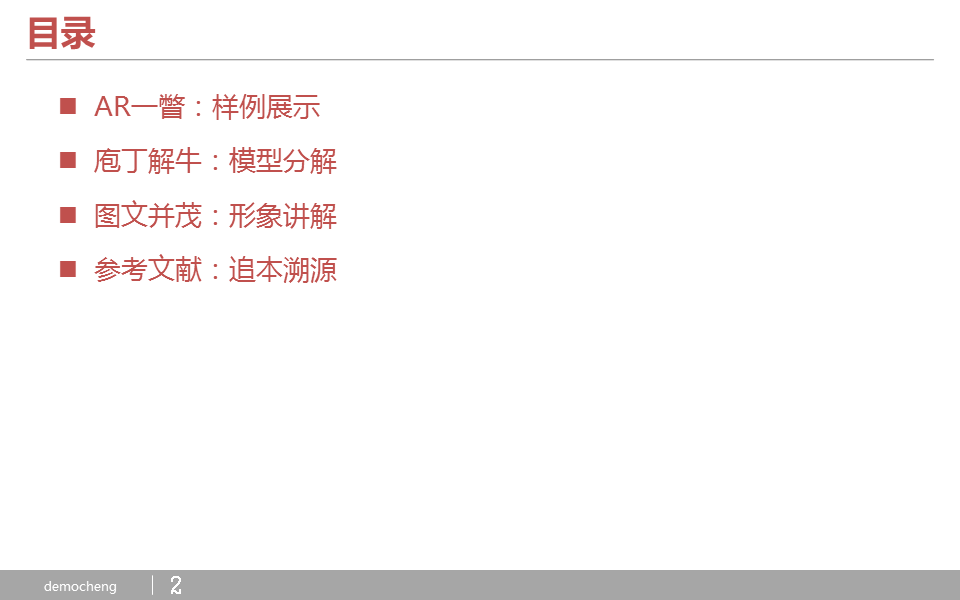 目录
AR一瞥：样例展示
庖丁解牛：模型分解
图文并茂：形象讲解
参考文献：追本溯源
democheng
2